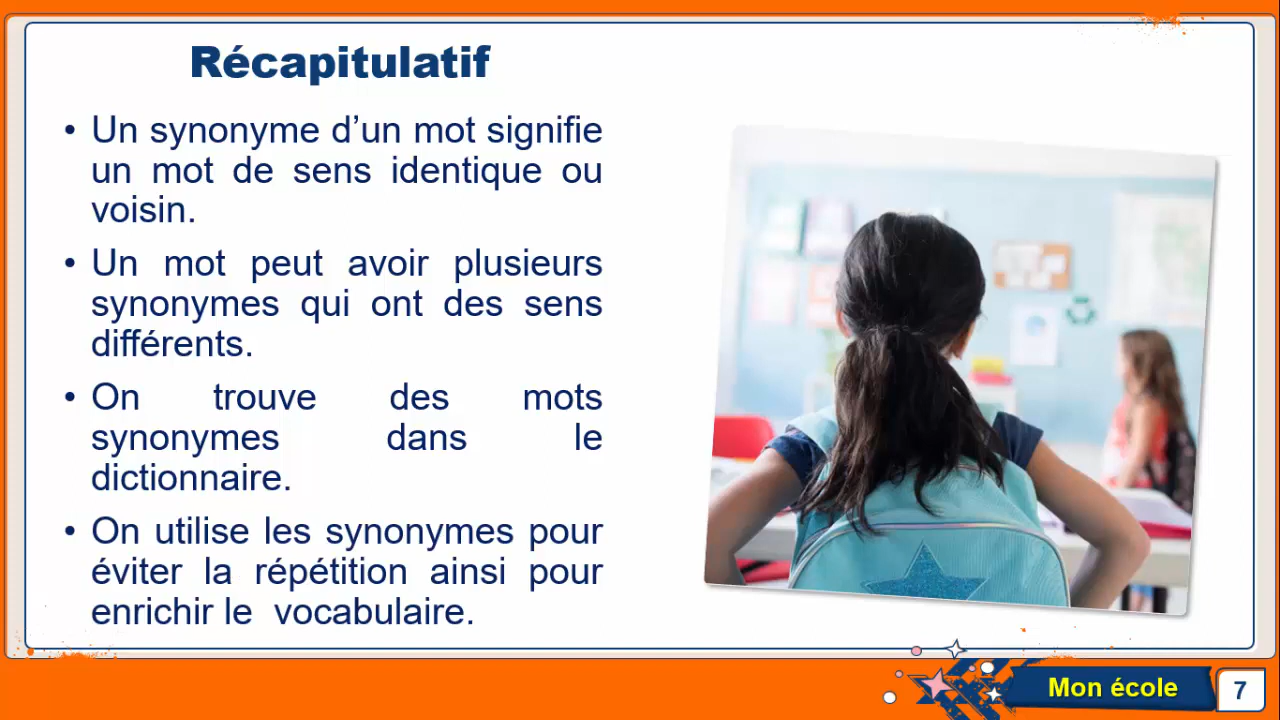 Récapitulatif
• Un synonyme d’un mot signifie
un mot de sens identique ou
voisin.
• Un mot peut avoir plusieurs
synonymes qui ont des sens
différents.
• On trouve des mots
synonymes dans le
dictionnaire.
• On utilise les synonymes pour
éviter la répétition ainsi pour
enrichir le vocabulaire.
Mon école
7